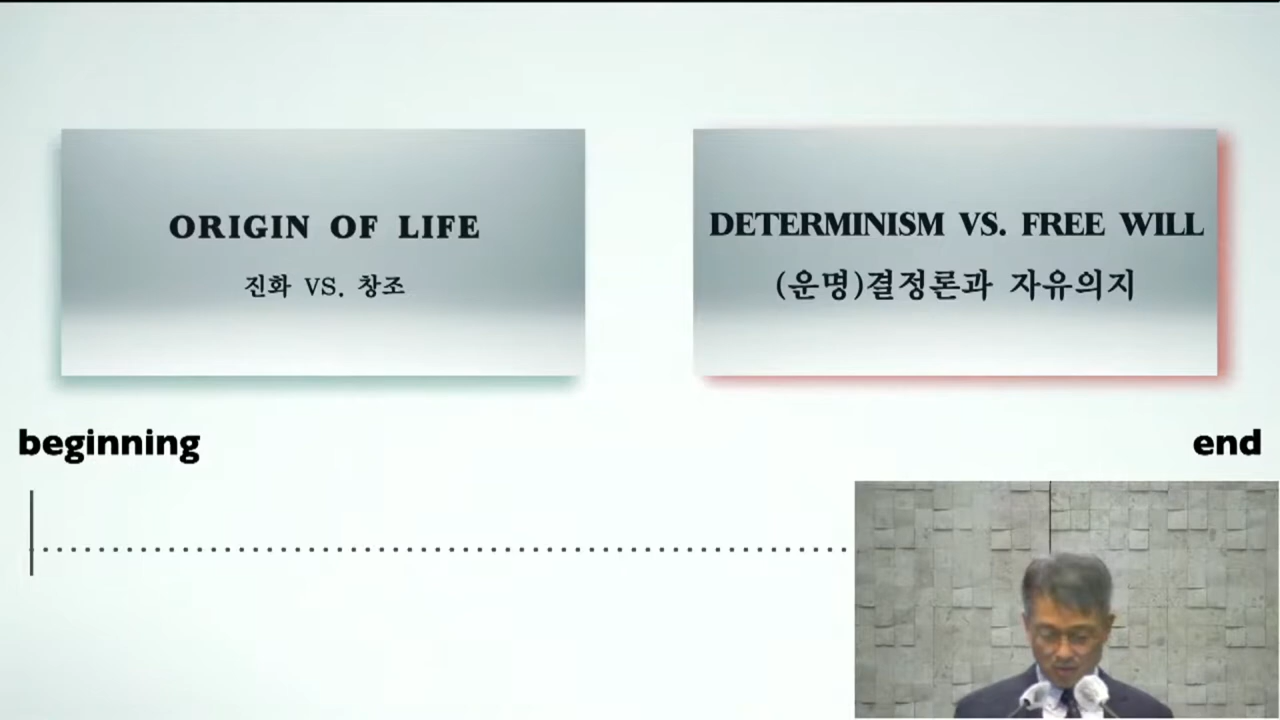 ORIGIN OF LIFE
진화 VS. 창조
DETERMINISM VS. FREE WILL
(운명)결정론과 자유의지
beginning
end